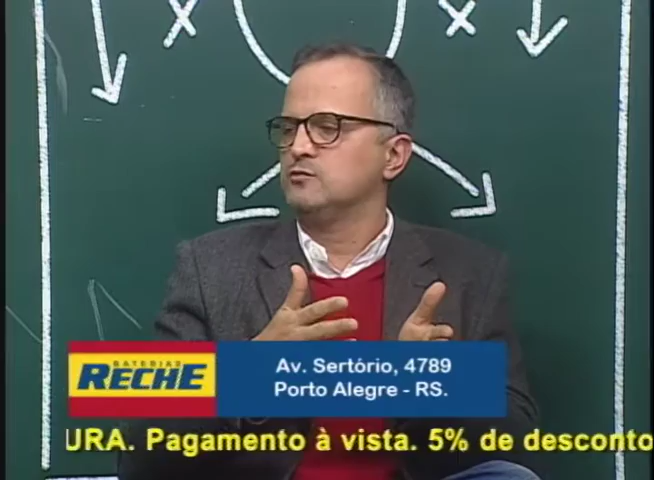 BATERIAS
RECHE
Av. Sertório, 4789
Porto Alegre - RS.
URA. Pagamento à vista. 5% de desconto